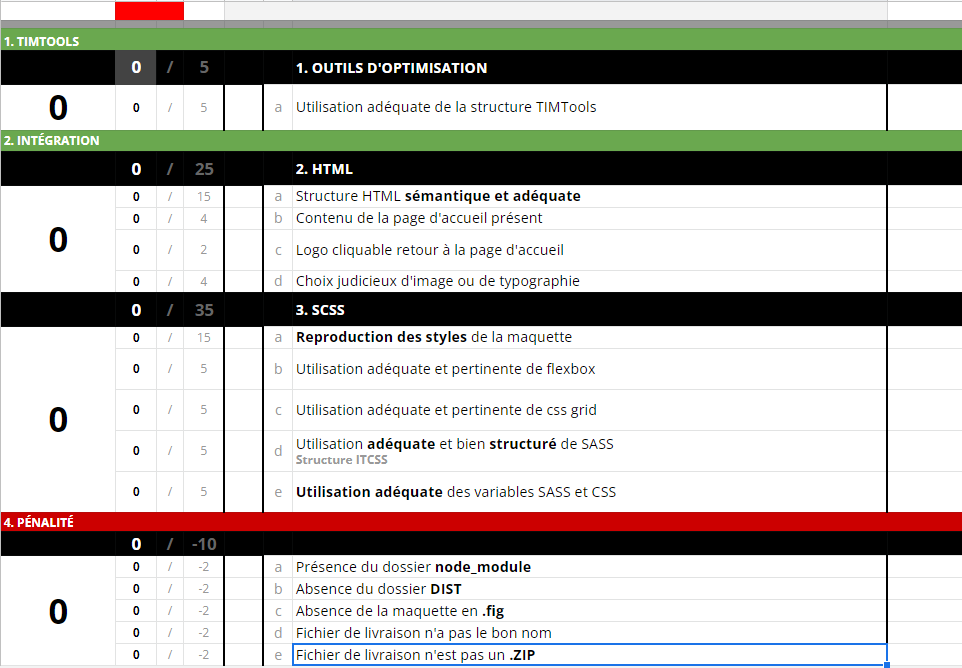 1. TIMTOOLS
0 / 5 1. OUTILS D'OPTIMISATION
0 0 / 5 a Utilisation adéquate de la structure TIMTools
2. INTÉGRATION
0 / 25 2. HTML
0 / 15 a Structure HTML sémantique et adéquate
0 / 4 b Contenu de la page d'accueil présent
0 0 / 2 c Logo cliquable retour à la page d'accueil
0 / 4 d Choix judicieux d'image ou de typographie
0 / 35 3. SCSS
0 / 15 a Reproduction des styles de la maquette
0 / 5 b Utilisation adéquate et pertinente de flexbox
0 0 / 5 c Utilisation adéquate et pertinente de css grid
0 / 5 d Utilisation adéquate et bien structuré de SASS
Structure ITCSS
0 / 5 e Utilisation adéquate des variables SASS et CSS
4. PÉNALITÉ
0 / -10
0 / -2 a Présence du dossier node_module
0 / -2 b Absence du dossier DIST
0 0 / -2 c Absence de la maquette en .fig
0 / -2 d Fichier de livraison n'a pas le bon nom
0 / -2 e Fichier de livraison n'est pas un .ZIP